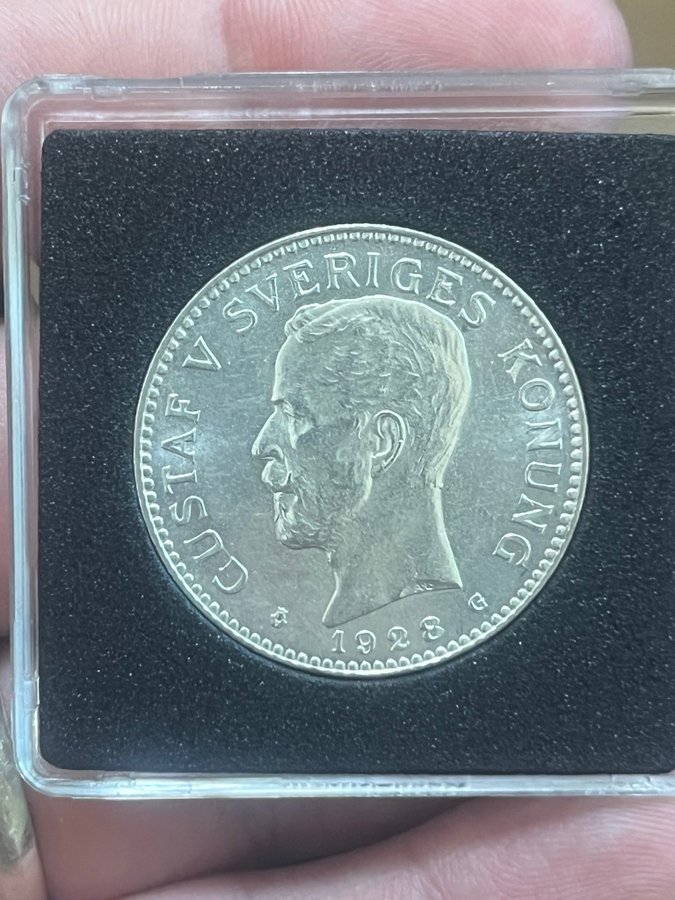 GUSTAF V SVERIGES KONUNG
1928 G